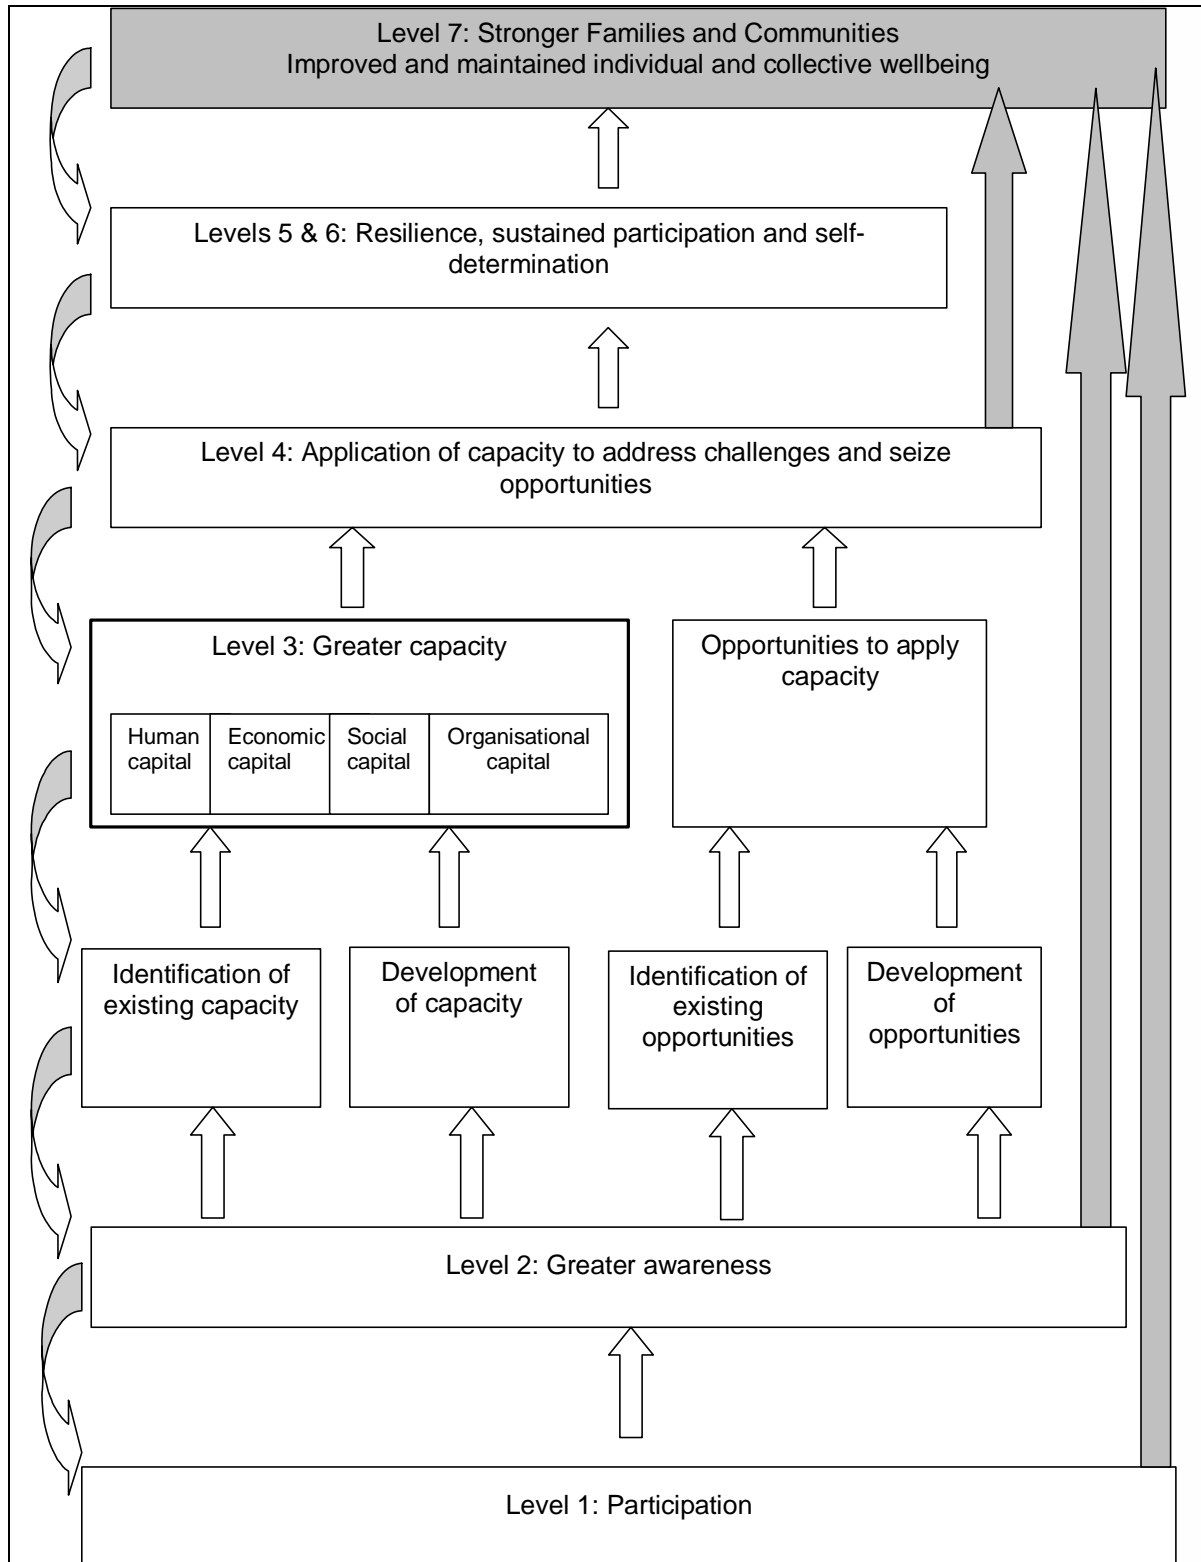 Level 7: Stronger Families and Communities
Improved and maintained individual and collective wellbeing
Levels 5 & 6: Resilience, sustained participation and self-
determination
Level 4: Application of capacity to address challenges and seize
opportunities
Level 3: Greater capacity
Human
capital
Economic
capital
Social
capital
Organisational
capital
Opportunities to apply
capacity
Identification of
existing capacity
Development
of capacity
Identification of
existing
opportunities
Development
of
opportunities
Level 2: Greater awareness
Level 1: Participation